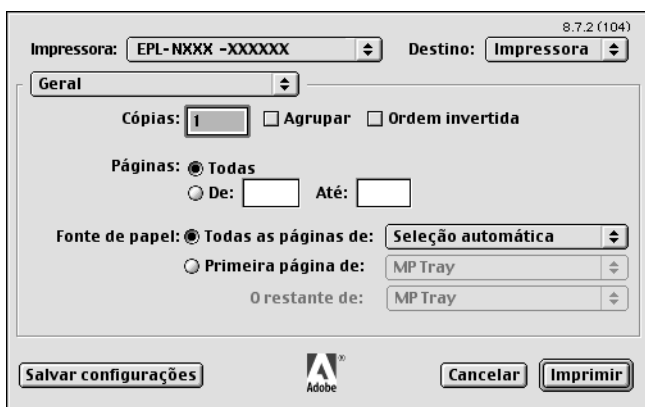 8.7.2 (104)
Impressora: EPL-NXXX -XXXXXX Destino: Impressora
Geral
Cópias: 1 Agrupar Ordem invertida
Páginas: Todas
De: Até:
Fonte de papel: Todas as páginas de: Seleção automática
Primeira página de: MP Tray
O restante de: MP Tray
Salvar configurações Adobe ® Cancelar Imprimir